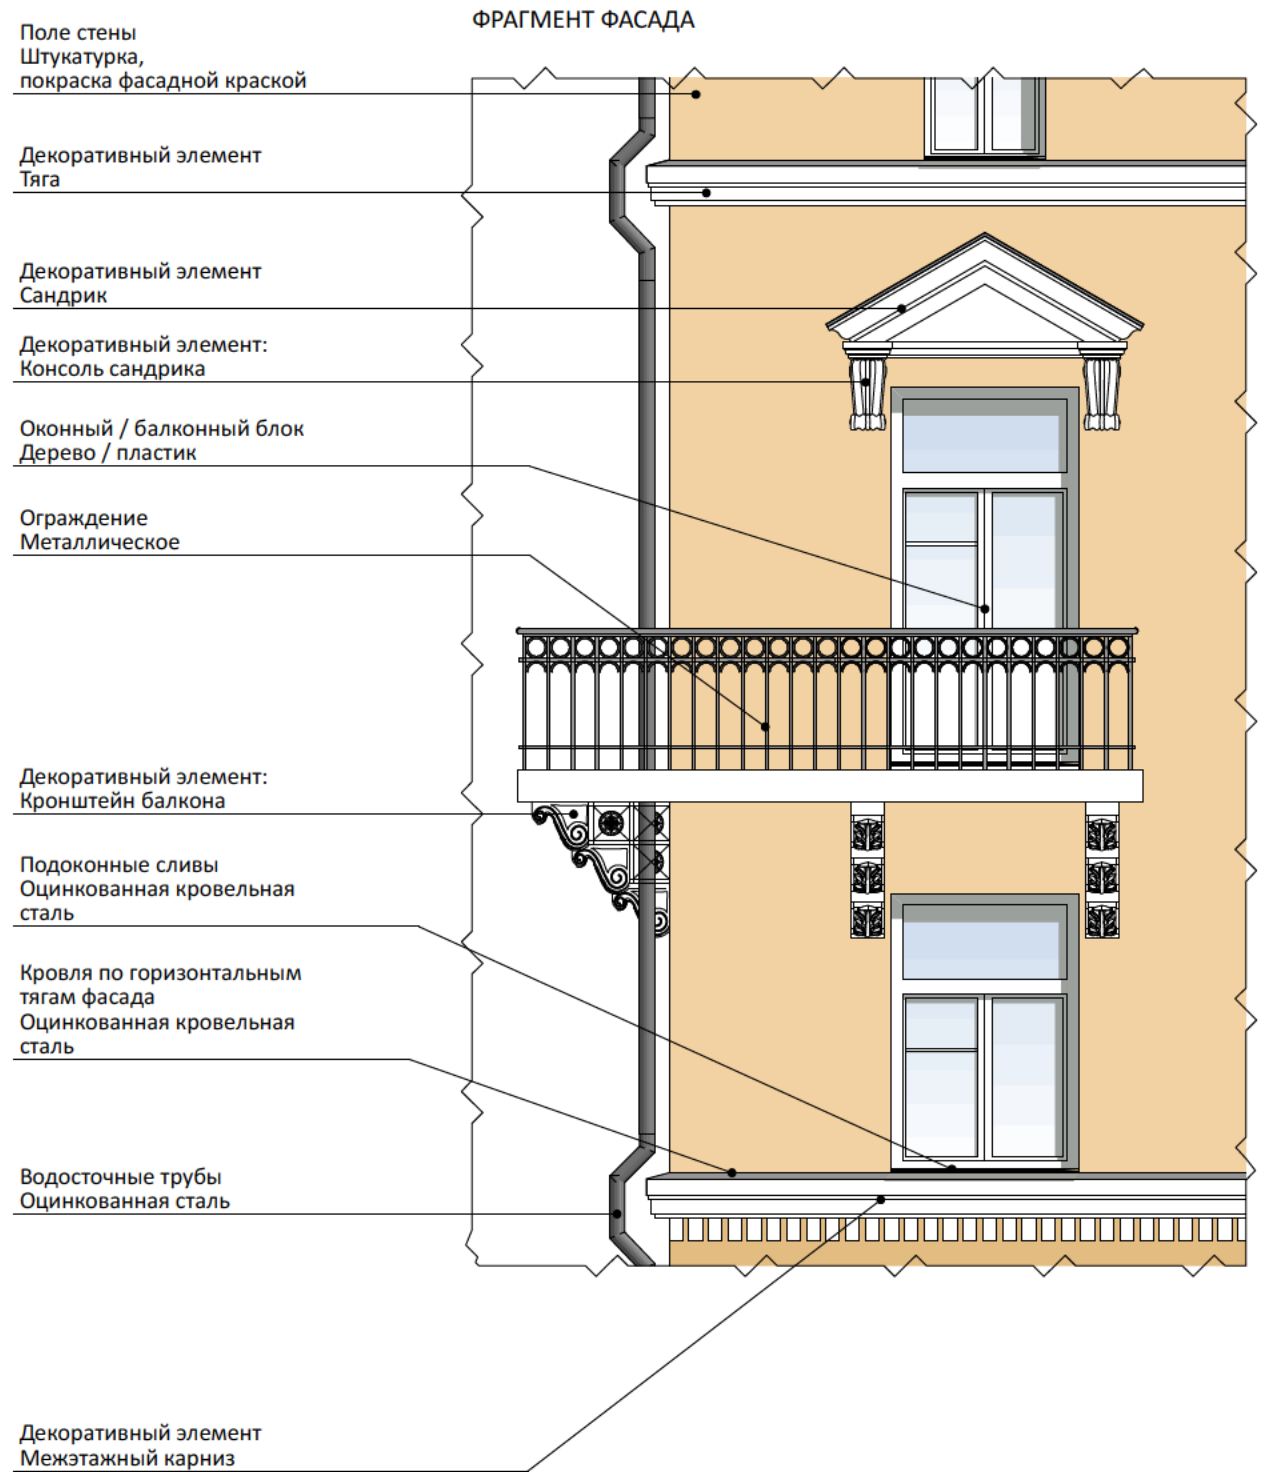 ФРАГМЕНТ ФАСАДА
Поле стены
Штукатурка,
покраска фасадной краской
Декоративный элемент
Тяга
Декоративный элемент
Сандрик
Декоративный элемент:
Консоль сандрика
Оконный / балконный блок
Дерево / пластик
Ограждение
Металлическое
Декоративный элемент:
Кронштейн балкона
Подоконные сливы
Оцинкованная кровельная
сталь
Кровля по горизонтальным
тягам фасада
Оцинкованная кровельная
сталь
Водосточные трубы
Оцинкованная сталь
Декоративный элемент
Межэтажный карниз